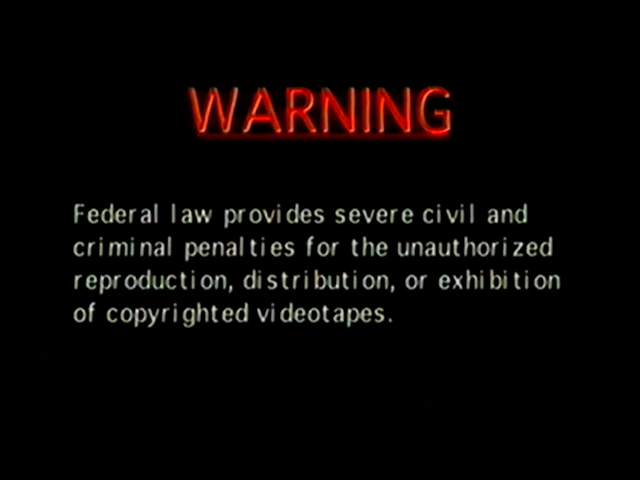 WARNING
Federal law provides severe civil and
criminal penalties for the unauthorized
reproduction, distribution, or exhibition
of copyrighted videotapes.